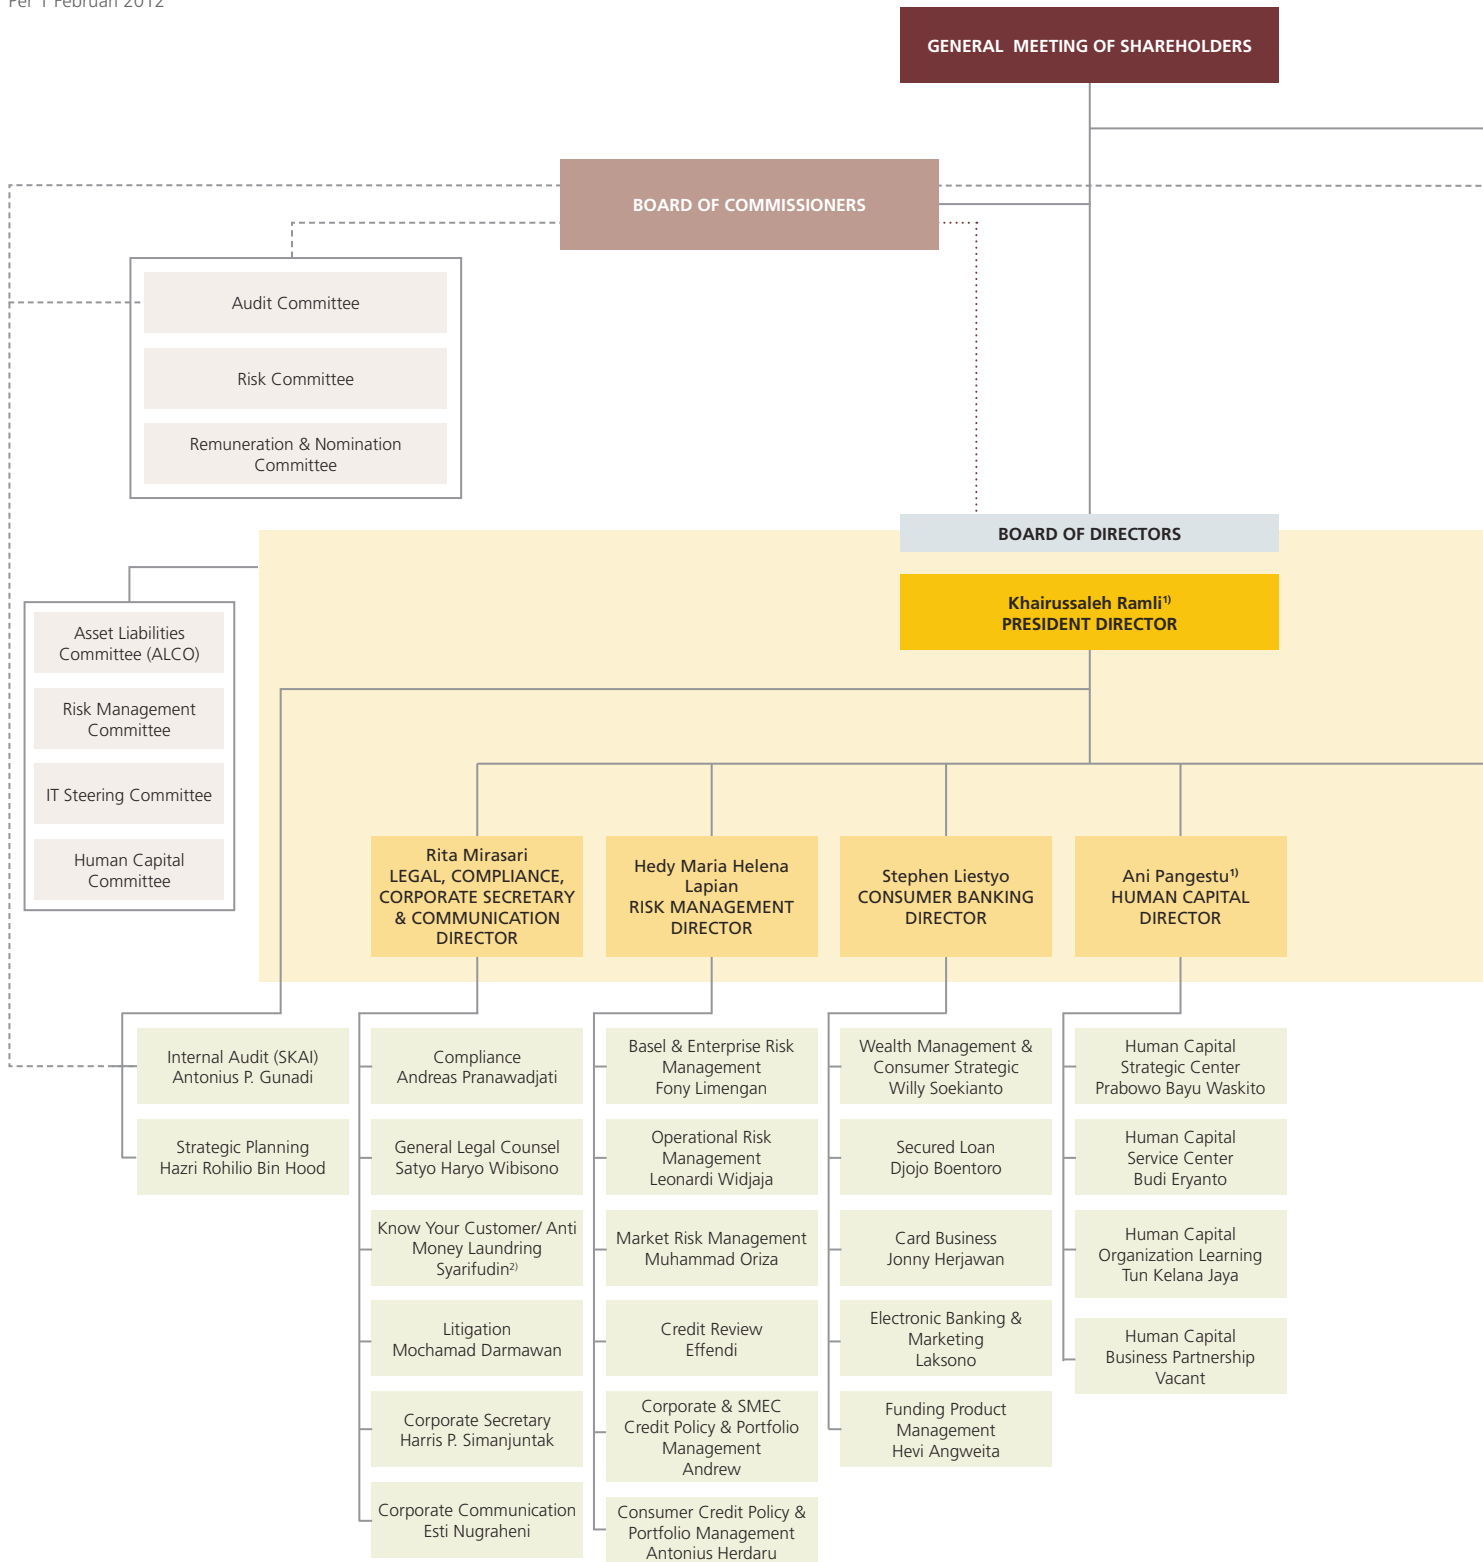 Per 1 Februari 2012
GENERAL MEETING OF SHAREHOLDERS
BOARD OF COMMISSIONERS
Audit Committee
Risk Committee
Remuneration & Nomination
Committee
BOARD OF DIRECTORS
Khairussaleh Ramli¹⁾
PRESIDENT DIRECTOR
Asset Liabilities
Committee (ALCO)
Risk Management
Committee
IT Steering Committee
Human Capital
Committee
Rita Mirasari
LEGAL, COMPLIANCE,
CORPORATE SECRETARY
& COMMUNICATION
DIRECTOR
Hedy Maria Helena
Lapian
RISK MANAGEMENT
DIRECTOR
Stephen Liestyo
CONSUMER BANKING
DIRECTOR
Ani Pangestu¹⁾
HUMAN CAPITAL
DIRECTOR
Internal Audit (SKAI)
Antonius P. Gunadi
Strategic Planning
Hazri Rohilio Bin Hood
Compliance
Andreas Pranawadjati
General Legal Counsel
Satyo Haryo Wibisono
Know Your Customer/ Anti
Money Laundring
Syarifudin²⁾
Litigation
Mochamad Darmawan
Corporate Secretary
Harris P. Simanjuntak
Corporate Communication
Esti Nugraheni
Basel & Enterprise Risk
Management
Fony Limengan
Operational Risk
Management
Leonardi Widjaja
Market Risk Management
Muhammad Oriza
Credit Review
Effendi
Corporate & SMEC
Credit Policy & Portfolio
Management
Andrew
Consumer Credit Policy &
Portfolio Management
Antonius Herdaru
Wealth Management &
Consumer Strategic
Willy Soekianto
Secured Loan
Djojo Boentoro
Card Business
Jonny Herjawan
Electronic Banking &
Marketing
Laksono
Funding Product
Management
Hevi Angweita
Human Capital
Strategic Center
Prabowo Bayu Waskito
Human Capital
Service Center
Budi Eryanto
Human Capital
Organization Learning
Tun Kelana Jaya
Human Capital
Business Partnership
Vacant